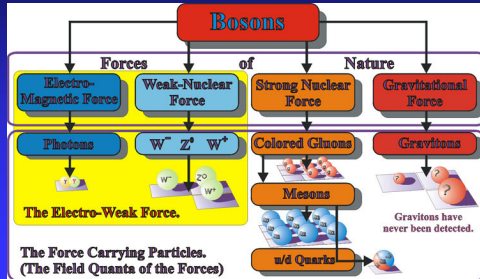 Bosons
Forces of Nature
Electro-
Magnetic Force
Weak-Nuclear
Force
Strong Nuclear
Force
Gravitational
Force
Photons
W⁻ Z⁰ W⁺
Colored Gluons
Gravitons
W⁻
Z⁰
W⁺
?
?
?
Mesons
The Electro-Weak Force.
Gravitons have
never been detected.
u/d Quarks
The Force Carrying Particles.
(The Field Quanta of the Forces)